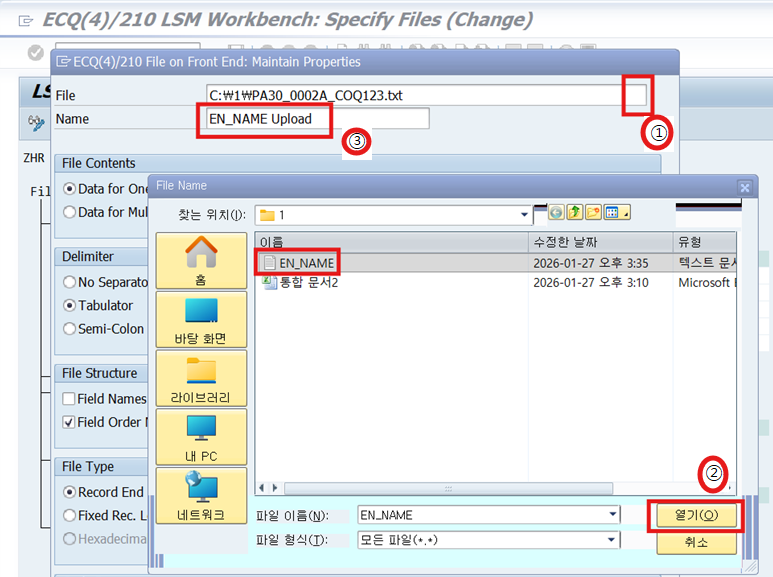 ECQ(4)/210 LSM Workbench: Specify Files (Change)
ECQ(4)/210 File on Front End: Maintain Properties
LS
File C:₩1₩PA30_0002A_COQ123.txt
①
Name EN_NAME Upload
③
ZHR
File Contents
Fil
Data for One
Data for Mul
Delimiter
No Separato
Tabulator
Semi-Colon
File Structure
Field Names
Field Order M
File Type
Record End
Fixed Rec. L
Hexadecima
File Name
찾는 위치(I): 1
이름 수정한 날짜 유형
EN_NAME 2026-01-27 오후 3:35 텍스트 문서
통합 문서2 2026-01-27 오후 3:10 Microsoft
홈
바탕 화면
라이브러리
내 PC
네트워크
②
파일 이름(N): EN_NAME 열기(O)
파일 형식(T): 모든 파일(*.*) 취소